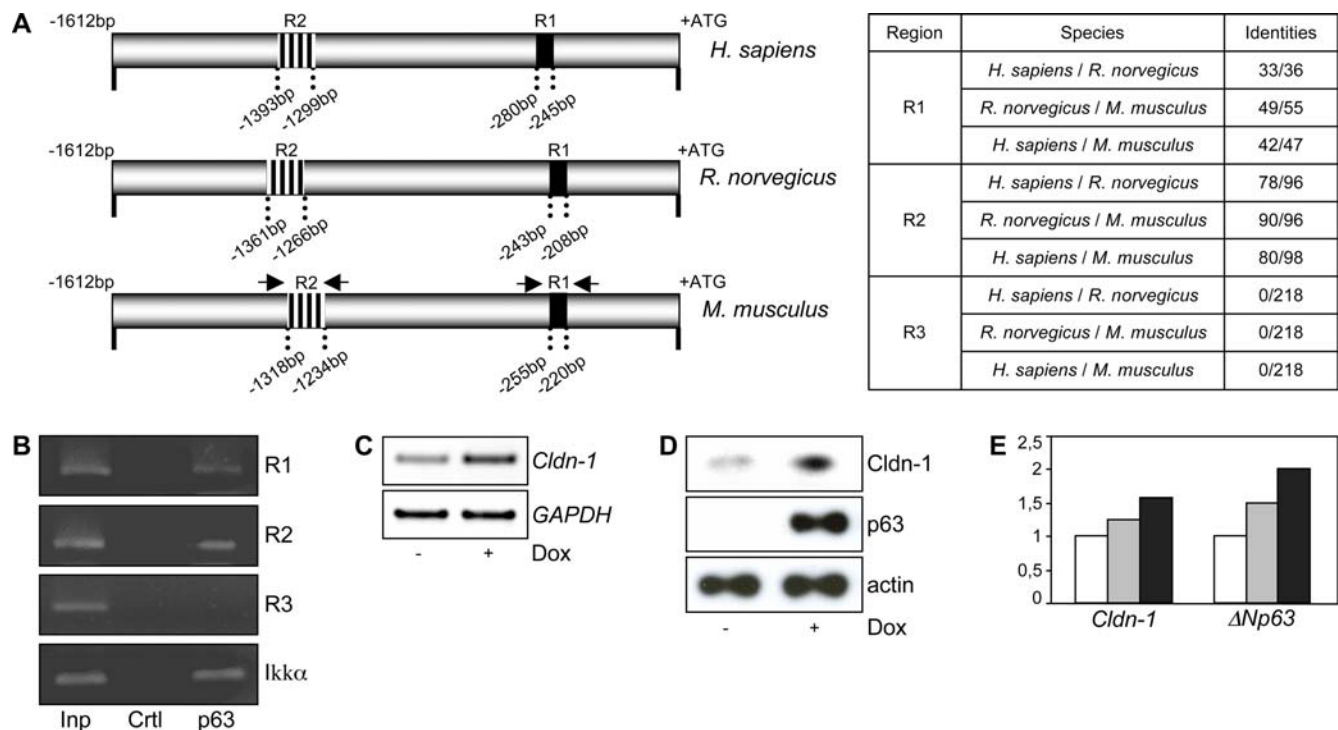 A
-1612bp R2 R1 +ATG
H. sapiens
-1393bp -1299bp -280bp -245bp
-1612bp R2 R1 +ATG
R. norvegicus
-1361bp -1266bp -243bp -208bp
-1612bp R2 R1 +ATG
M. musculus
-1318bp -1234bp -255bp -220bp
Region Species Identities
R1 H. sapiens / R. norvegicus 33/36
R. norvegicus / M. musculus 49/55
H. sapiens / M. musculus 42/47
R2 H. sapiens / R. norvegicus 78/96
R. norvegicus / M. musculus 90/96
H. sapiens / M. musculus 80/98
R3 H. sapiens / R. norvegicus 0/218
R. norvegicus / M. musculus 0/218
H. sapiens / M. musculus 0/218
B
R1
R2
R3
Ikkα
Inp Crtl p63
C
Cldn-1
GAPDH
- + Dox
D
Cldn-1
p63
actin
- + Dox
E
2,5
2
1,5
1
0,5
0
Cldn-1 ΔNp63